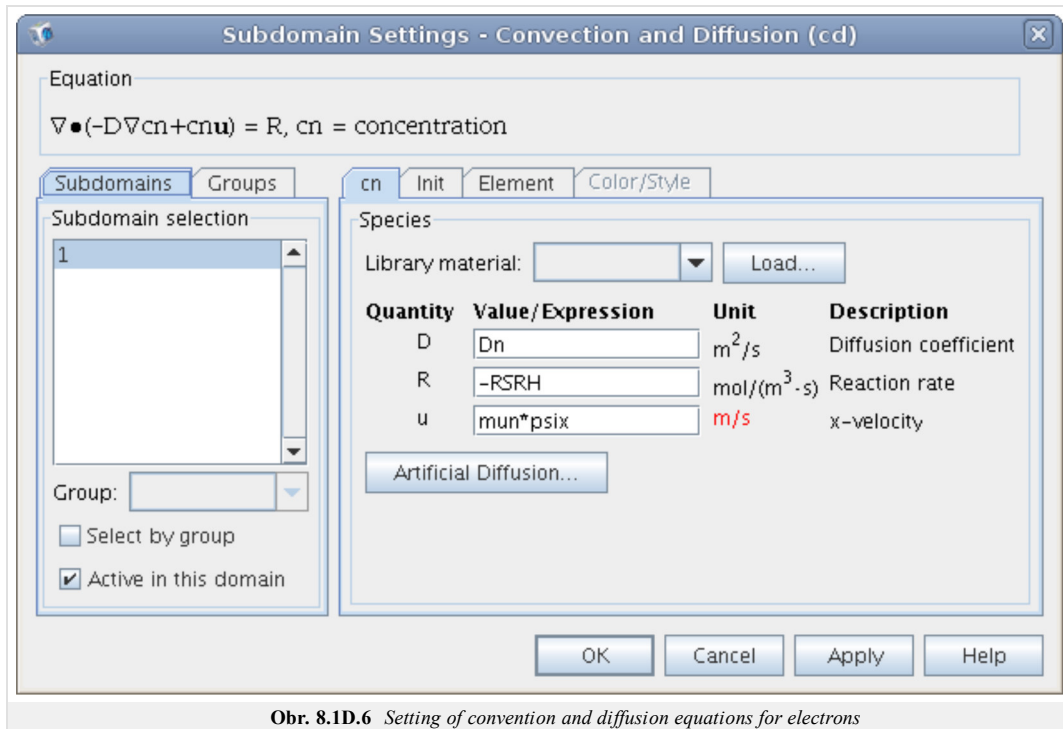 Subdomain Settings - Convection and Diffusion (cd)
Equation
∇•(-D∇cn+cnu) = R, cn = concentration
Subdomains Groups
cn Init Element Color/Style
Subdomain selection
1
Group:
Select by group
Active in this domain
Species
Library material: Load...
Quantity Value/Expression Unit Description
D Dn m²/s Diffusion coefficient
R -RSRH mol/(m³·s) Reaction rate
u mun*psix m/s x-velocity
Artificial Diffusion...
OK Cancel Apply Help
Obr. 8.1D.6 Setting of convention and diffusion equations for electrons